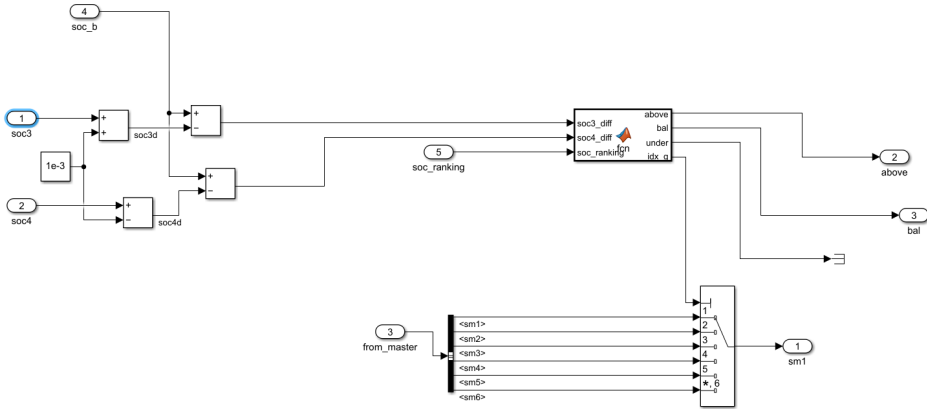 4
soc_b
1
soc3
+
+
soc3d
+
−
1e-3
2
soc4
+
−
soc4d
+
−
5
soc_ranking
soc3_diff
soc4_diff
soc_ranking
fcn
above
bal
under
idx_g
2
above
3
bal
3
from_master
<sm1>
<sm2>
<sm3>
<sm4>
<sm5>
<sm6>
1
2
3
4
5
*, 6
1
sm1